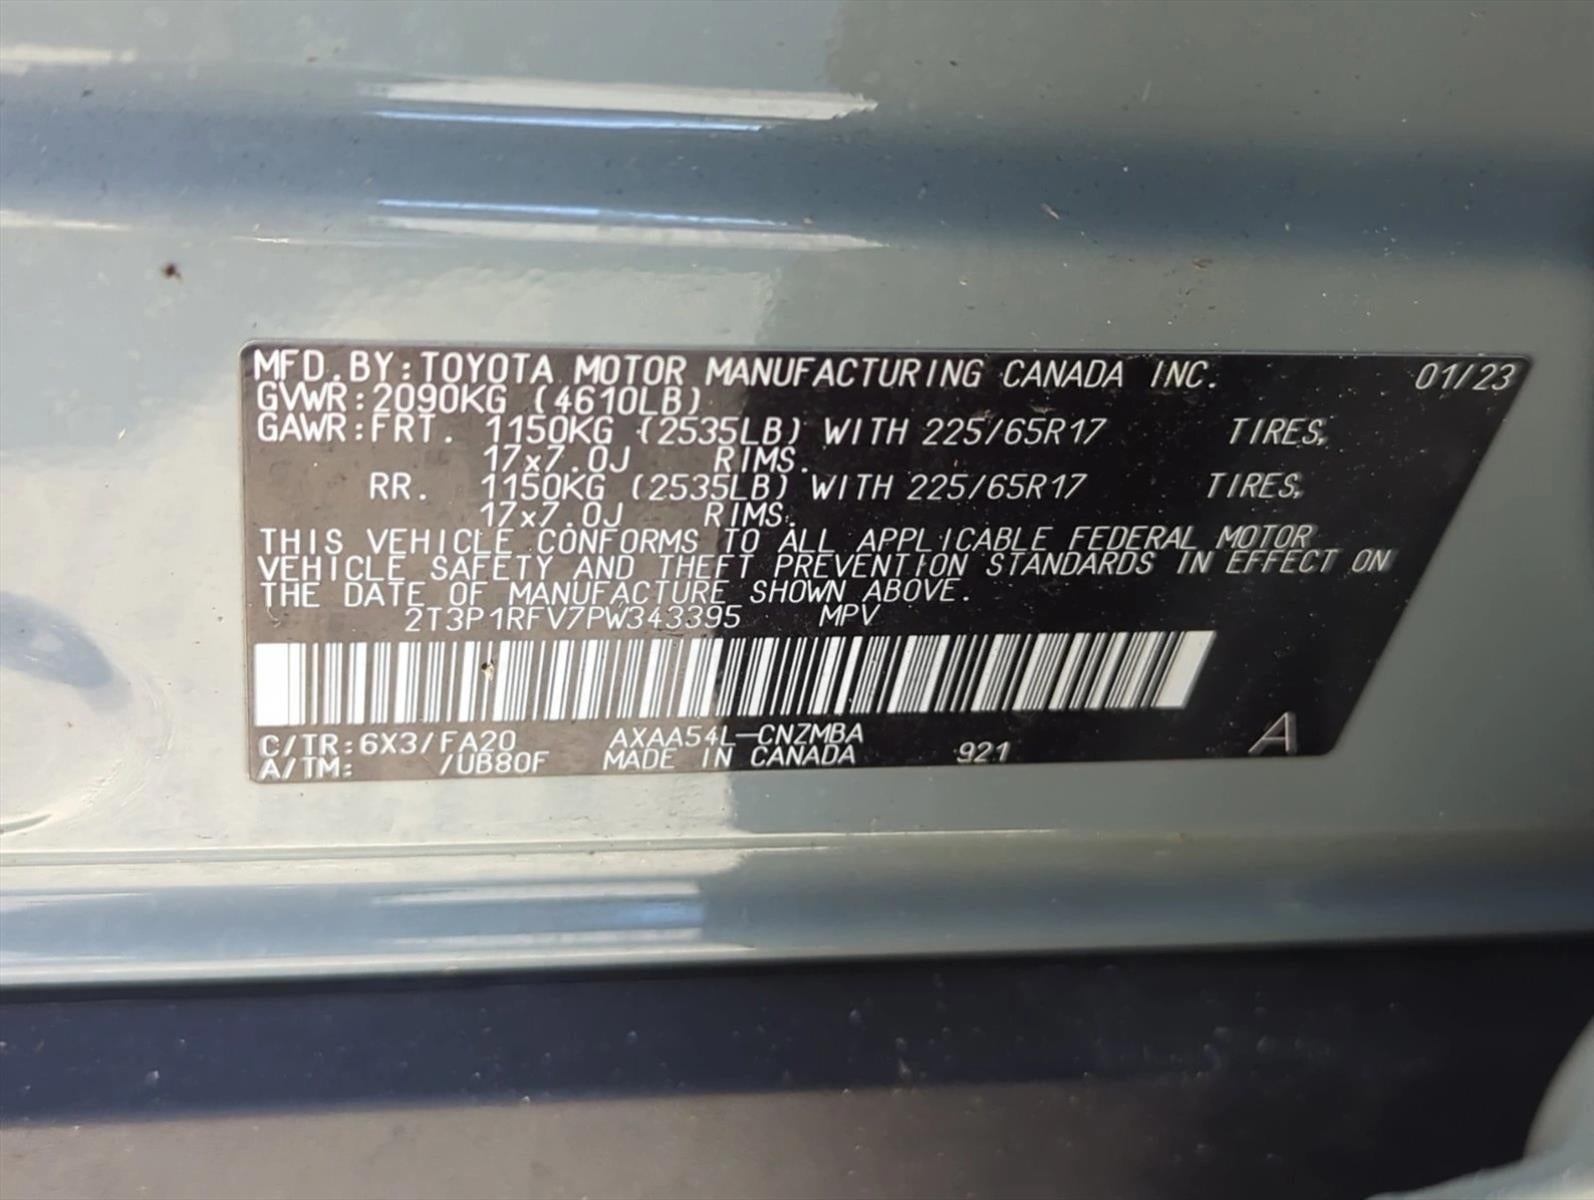 MFD. BY: TOYOTA MOTOR MANUFACTURING CANADA INC. 01/23
GVWR: 2090KG (4610LB)
GAWR: FRT. 1150KG (2535LB) WITH 225/65R17 TIRES,
17x7.0J RIMS.
RR. 1150KG (2535LB) WITH 225/65R17 TIRES,
17x7.0J RIMS.
THIS VEHICLE CONFORMS TO ALL APPLICABLE FEDERAL MOTOR
VEHICLE SAFETY AND THEFT PREVENTION STANDARDS IN EFFECT ON
THE DATE OF MANUFACTURE SHOWN ABOVE.
2T3P1RFV7PW343395 MPV
C/TR: 6X3/FA20 AXAA54L-CNZMBA
A/TM: /UB80F MADE IN CANADA 921 A